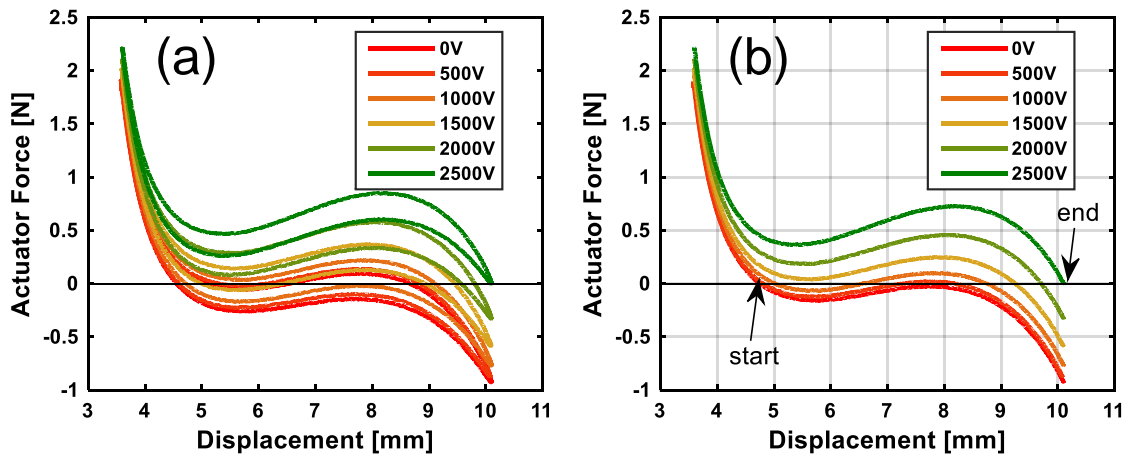 (a)
0V
500V
1000V
1500V
2000V
2500V
Actuator Force [N]
2.5
2
1.5
1
0.5
0
-0.5
-1
3 4 5 6 7 8 9 10 11
Displacement [mm]
(b)
0V
500V
1000V
1500V
2000V
2500V
end
start
Actuator Force [N]
2.5
2
1.5
1
0.5
0
-0.5
-1
3 4 5 6 7 8 9 10 11
Displacement [mm]